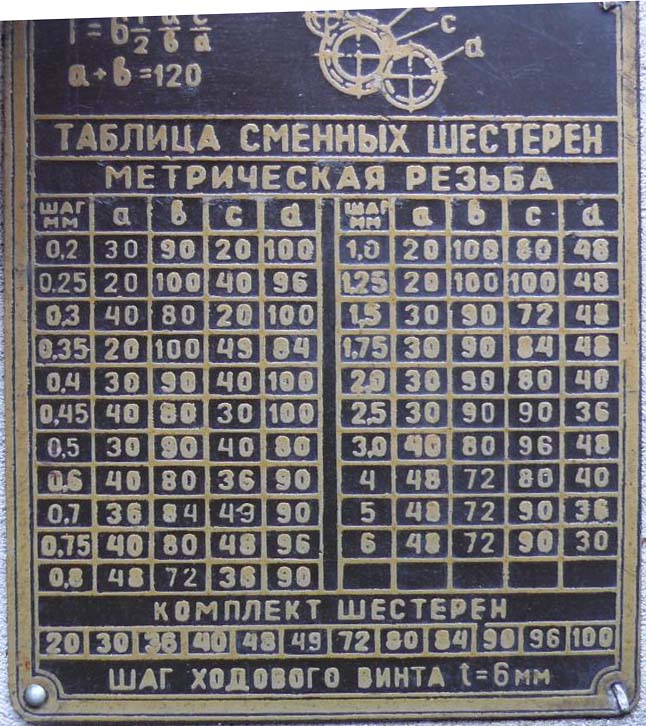 a+в=120
c
d
ТАБЛИЦА СМЕННЫХ ШЕСТЕРЕН
МЕТРИЧЕСКАЯ РЕЗЬБА
ШАГ ММ a в c d ШАГ ММ a в c d
0,2 30 90 20 100 1,0 20 100 80 48
0,25 20 100 40 96 1,25 20 100 100 48
0,3 40 80 20 100 1,5 30 90 72 48
0,35 20 100 49 84 1,75 30 90 84 48
0,4 30 90 40 100 2,0 30 90 80 40
0,45 40 80 30 100 2,5 30 90 90 36
0,5 30 90 40 80 3,0 40 80 96 48
0,6 40 80 36 90 4 48 72 80 40
0,7 36 84 49 90 5 48 72 90 36
0,75 40 80 48 96 6 48 72 90 30
0,8 48 72 36 90
КОМПЛЕКТ ШЕСТЕРЕН
20 30 36 40 48 49 72 80 84 90 96 100
ШАГ ХОДОВОГО ВИНТА t=6мм